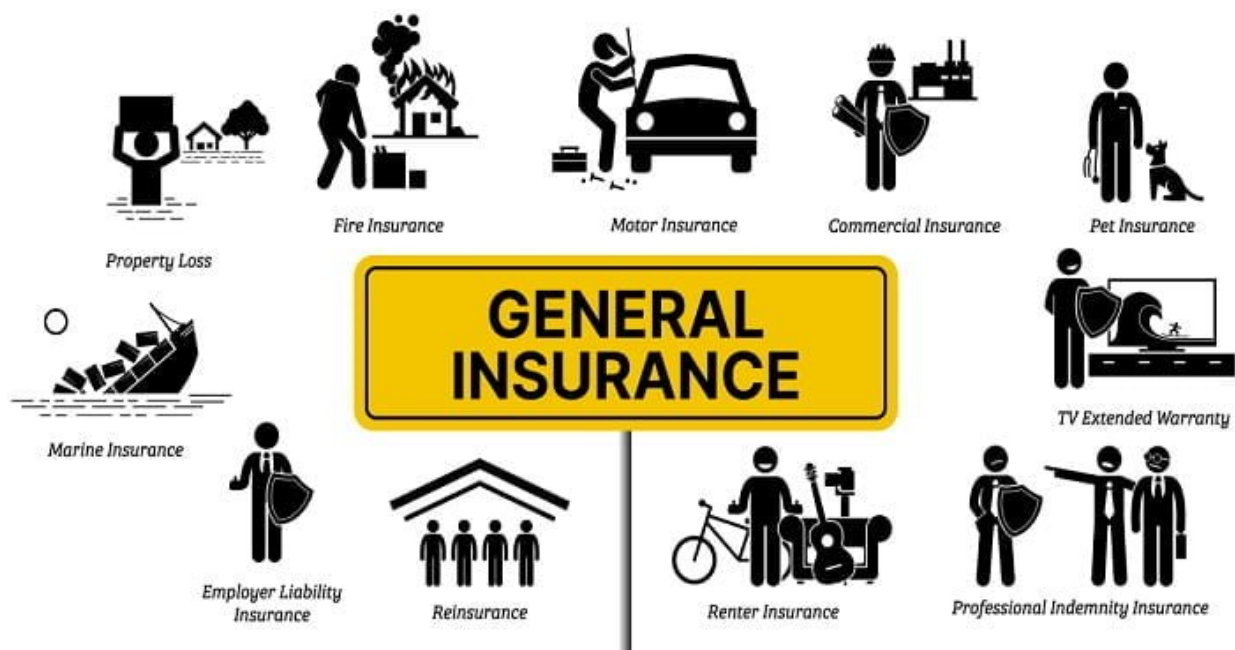 Fire Insurance
Motor Insurance
Commercial Insurance
Pet Insurance
Property Loss
GENERAL
INSURANCE
TV Extended Warranty
Marine Insurance
Employer Liability
Insurance
Reinsurance
Renter Insurance
Professional Indemnity Insurance